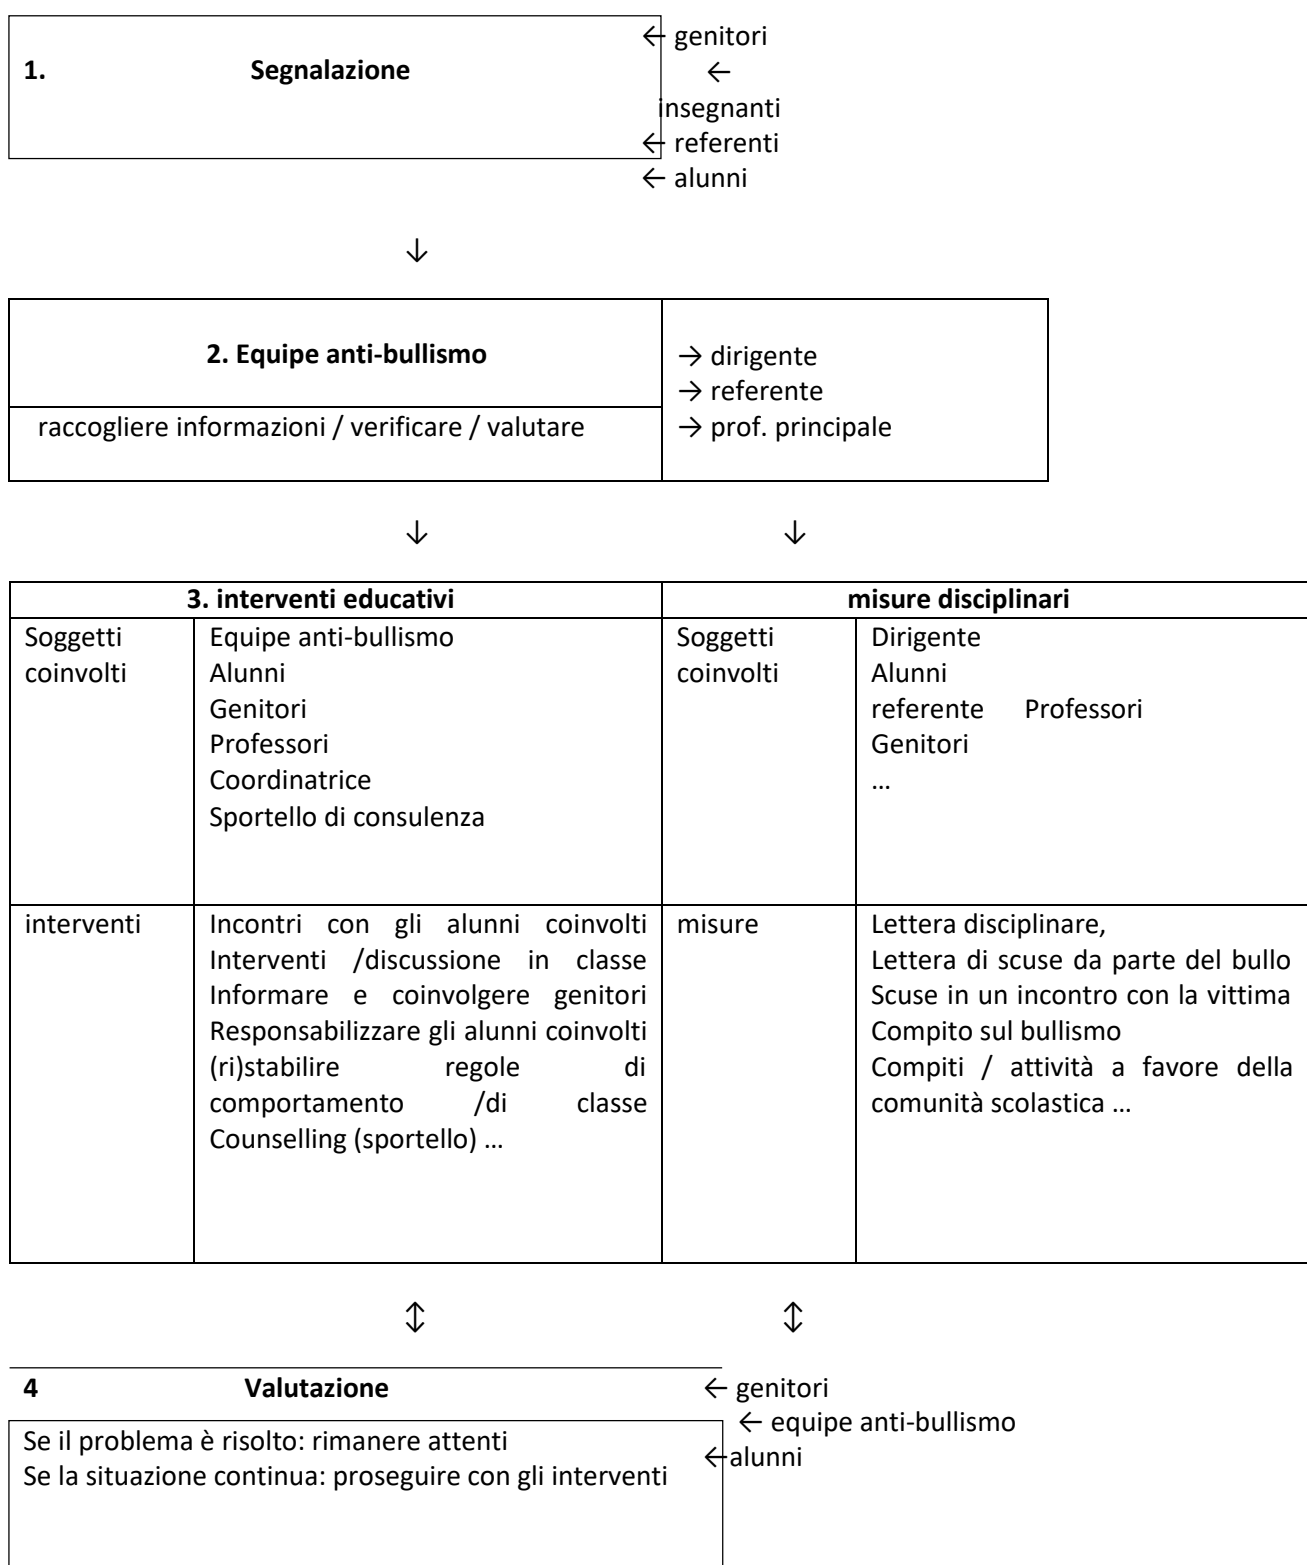 ← genitori
1. Segnalazione ←
insegnanti
← referenti
← alunni
↓
2. Equipe anti-bullismo
raccogliere informazioni / verificare / valutare
→ dirigente
→ referente
→ prof. principale
↓ ↓
3. interventi educativi
misure disciplinari
Soggetti
coinvolti
Equipe anti-bullismo
Alunni
Genitori
Professori
Coordinatrice
Sportello di consulenza
Soggetti
coinvolti
Dirigente
Alunni
referente Professori
Genitori
…
interventi
Incontri con gli alunni coinvolti
Interventi /discussione in classe
Informare e coinvolgere genitori
Responsabilizzare gli alunni coinvolti
(ri)stabilire regole di
comportamento /di classe
Counselling (sportello) …
misure
Lettera disciplinare,
Lettera di scuse da parte del bullo
Scuse in un incontro con la vittima
Compito sul bullismo
Compiti / attività a favore della
comunità scolastica …
↕ ↕
4 Valutazione
← genitori
← equipe anti-bullismo
←alunni
Se il problema è risolto: rimanere attenti
Se la situazione continua: proseguire con gli interventi